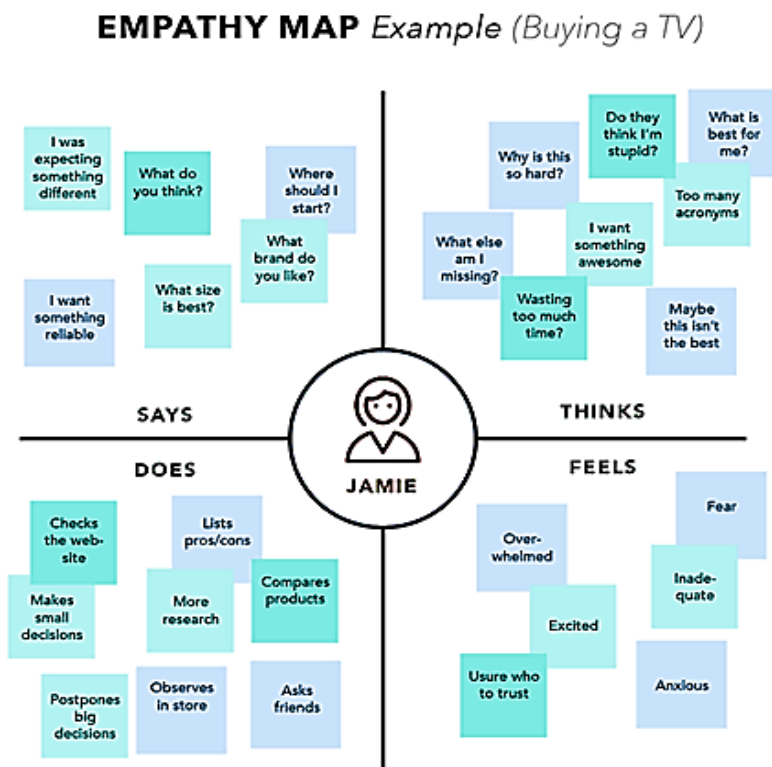 EMPATHY MAP Example (Buying a TV)
I was
expecting
something
different
What do
you think?
Where
should I
start?
What
brand do
you like?
I want
something
reliable
What size
is best?
SAYS
Why is this
so hard?
Do they
think I'm
stupid?
What is
best for
me?
Too many
acronyms
What else
am I
missing?
I want
something
awesome
Wasting
too much
time?
Maybe
this isn't
the best
THINKS
JAMIE
DOES
Checks
the web-
site
Lists
pros/cons
Compares
products
Makes
small
decisions
More
research
Postpones
big
decisions
Observes
in store
Asks
friends
FEELS
Over-
whelmed
Fear
Inade-
quate
Excited
Usure who
to trust
Anxious